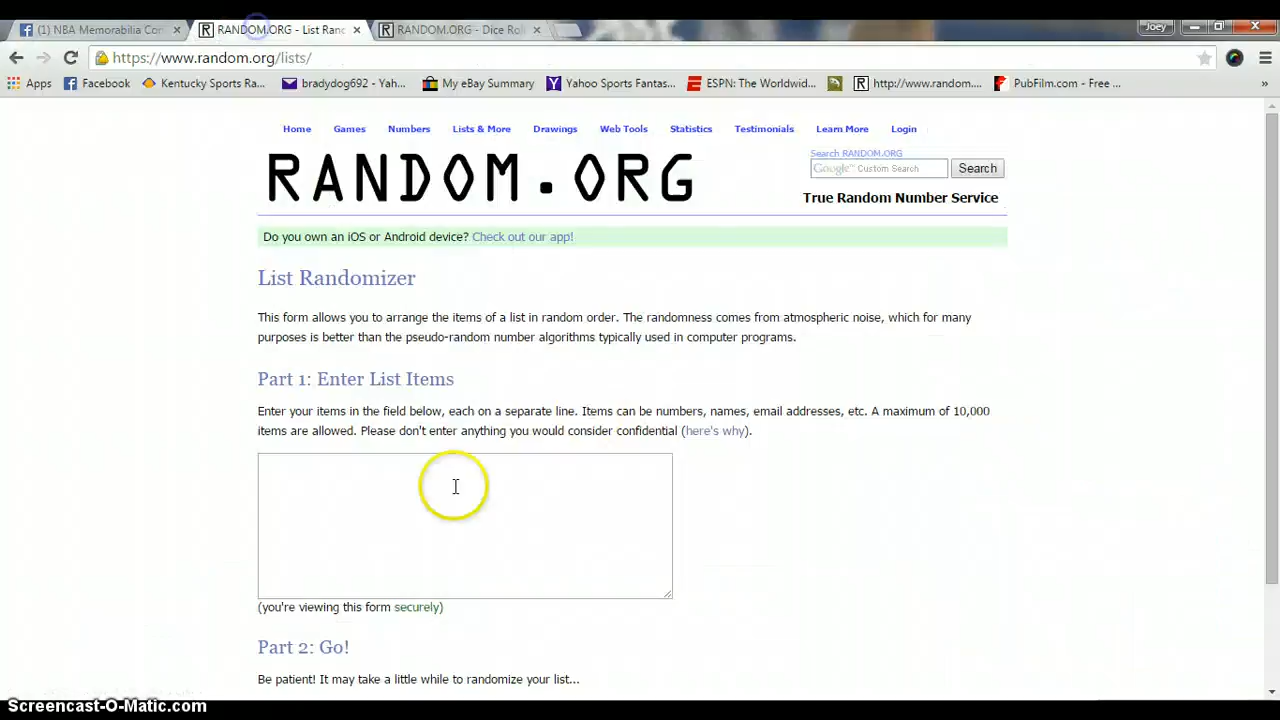 (1) NBA Memorabilia Cor
RANDOM.ORG - List Ranc
RANDOM.ORG - Dice Roll
Joey
https://www.random.org/lists/
Apps
Facebook
Kentucky Sports Ra...
bradydog692 - Yah...
My eBay Summary
Yahoo Sports Fantas...
ESPN: The Worldwid...
http://www.random....
PubFilm.com - Free ...
»
Home
Games
Numbers
Lists & More
Drawings
Web Tools
Statistics
Testimonials
Learn More
Login
RANDOM.ORG
Search RANDOM.ORG
Google™ Custom Search
Search
True Random Number Service
Do you own an iOS or Android device? Check out our app!
List Randomizer
This form allows you to arrange the items of a list in random order. The randomness comes from atmospheric noise, which for many
purposes is better than the pseudo-random number algorithms typically used in computer programs.
Part 1: Enter List Items
Enter your items in the field below, each on a separate line. Items can be numbers, names, email addresses, etc. A maximum of 10,000
items are allowed. Please don't enter anything you would consider confidential (here's why).
(you're viewing this form securely)
Part 2: Go!
Be patient! It may take a little while to randomize your list...
Screencast-O-Matic.com